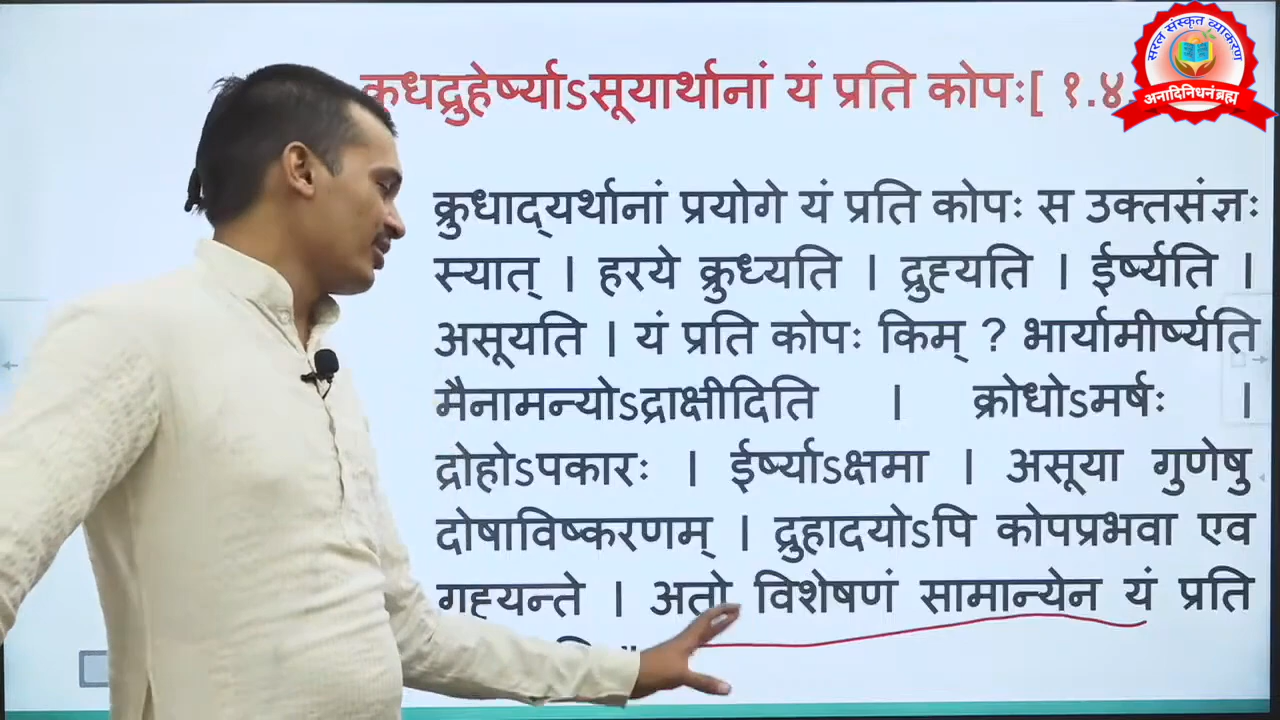 सरल संस्कृत व्याकरण
अनादिनिधनं ब्रह्म
क्रुधद्रुहेर्ष्याऽसूयार्थानां यं प्रति कोपः[ १.४.
क्रुधाद्यर्थानां प्रयोगे यं प्रति कोपः स उक्तसंज्ञः
स्यात् । हरये क्रुध्यति । द्रुह्यति । ईर्ष्यति ।
असूयति । यं प्रति कोपः किम् ? भार्यामीर्ष्यति
मैनामन्योऽद्राक्षीदिति । क्रोधोऽमर्षः ।
द्रोहोऽपकारः । ईर्ष्याऽक्षमा । असूया गुणेषु
दोषाविष्करणम् । द्रुहादयोऽपि कोपप्रभवा एव
गृह्यन्ते । अतो विशेषणं सामान्येन यं प्रति